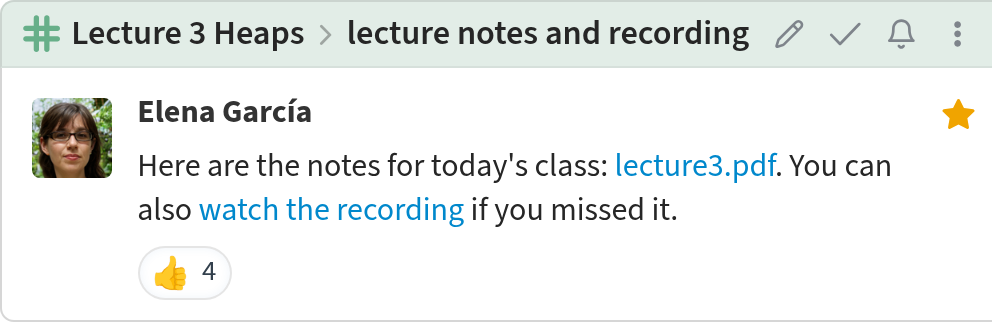 Lecture 3 Heaps > lecture notes and recording
Elena García
Here are the notes for today's class: lecture3.pdf. You can
also watch the recording if you missed it.
👍 4